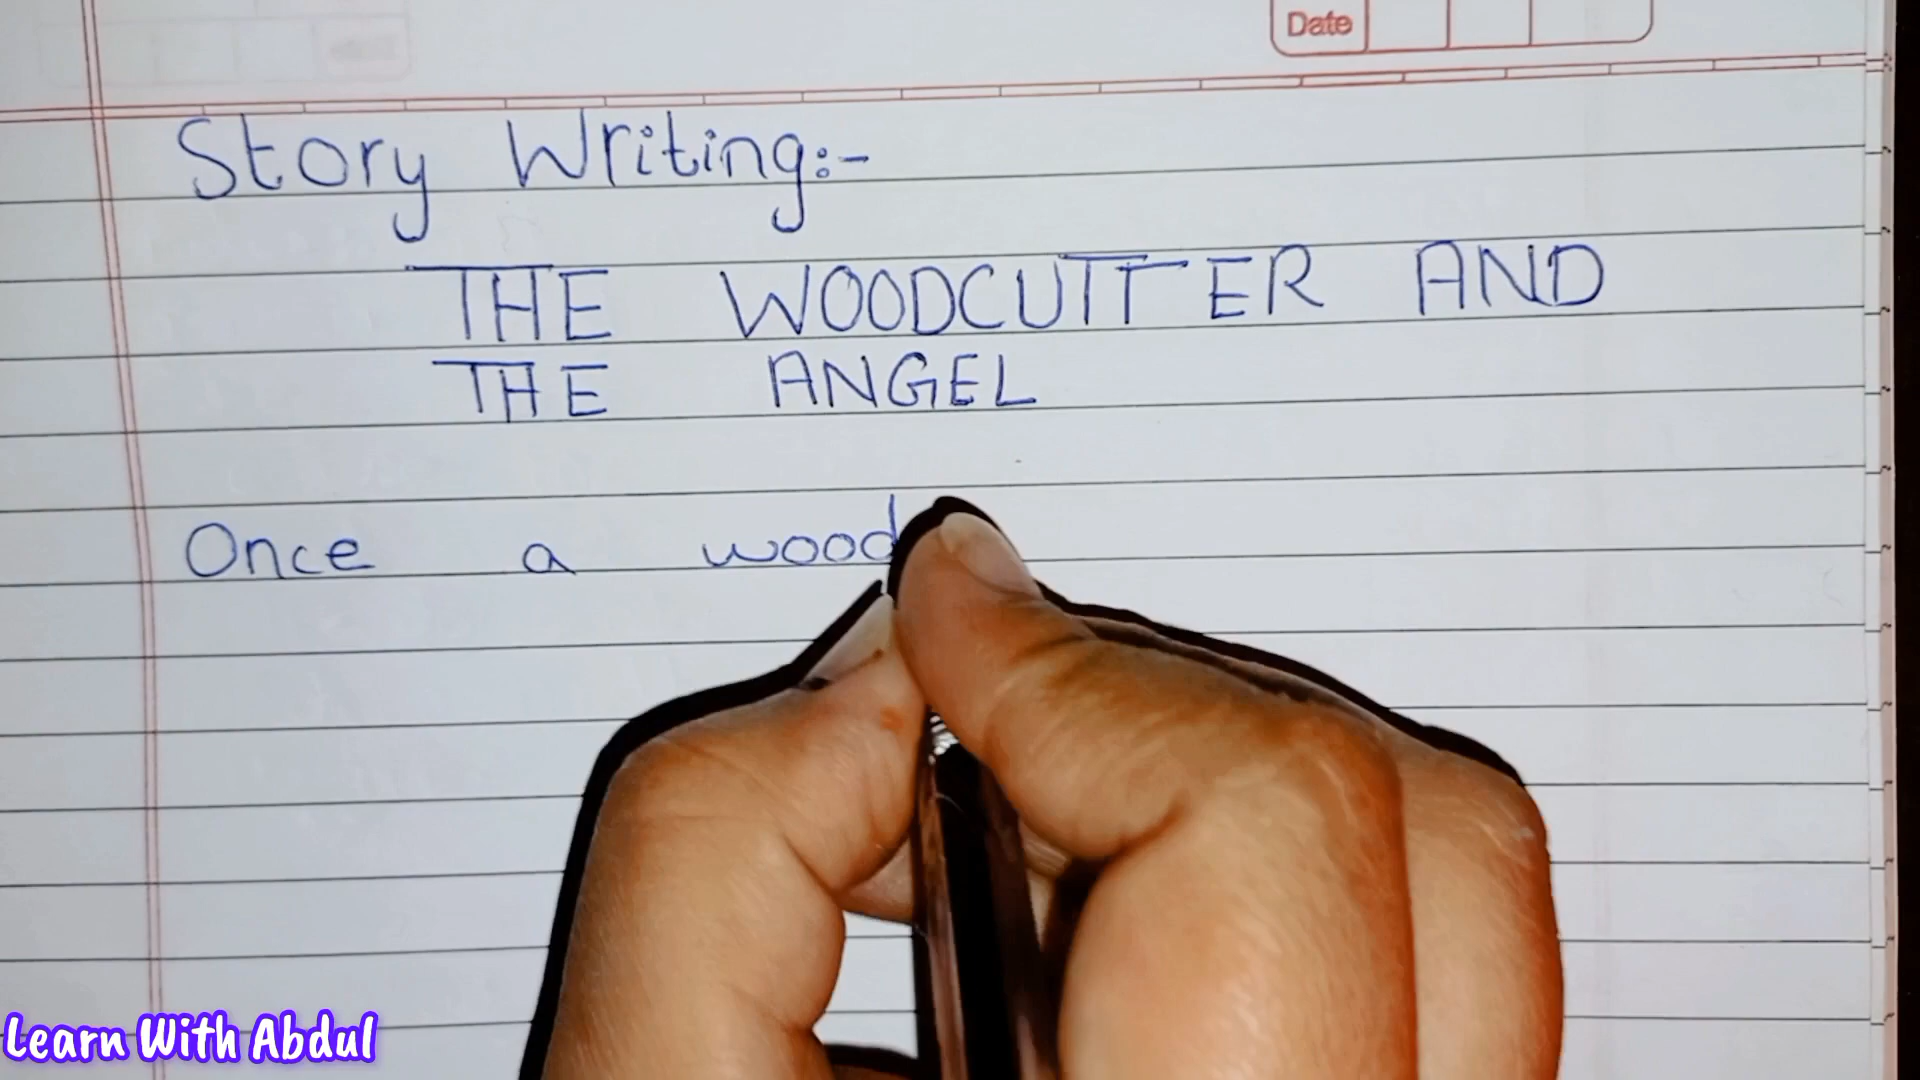 Date
Story Writing:-
THE WOODCUTTER AND
THE ANGEL
Once a wood
Learn With Abdul